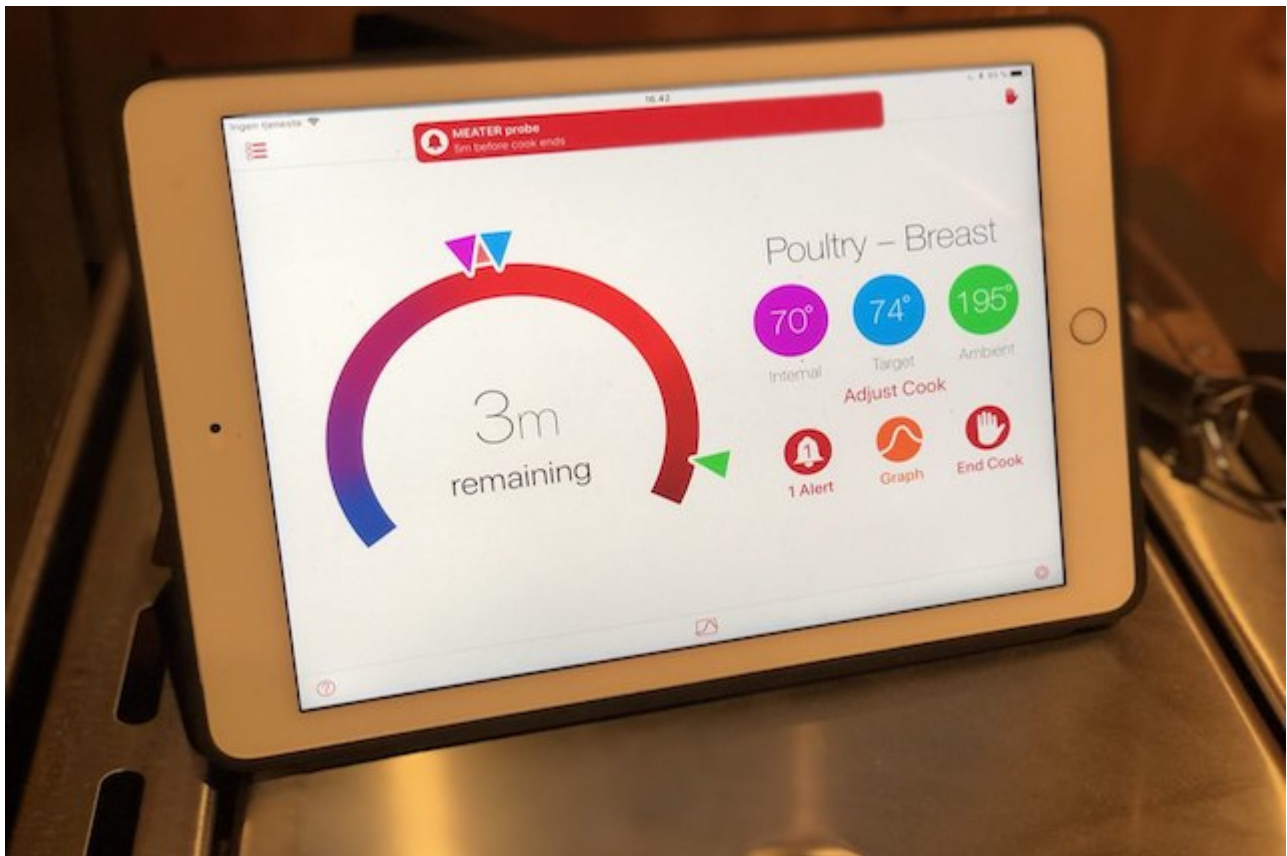 Ingen tjeneste
16.42
MEATER probe
5m before cook ends
Poultry – Breast
70° 74° 195°
Internal Target Ambient
Adjust Cook
3m
remaining
1
1 Alert Graph End Cook
?